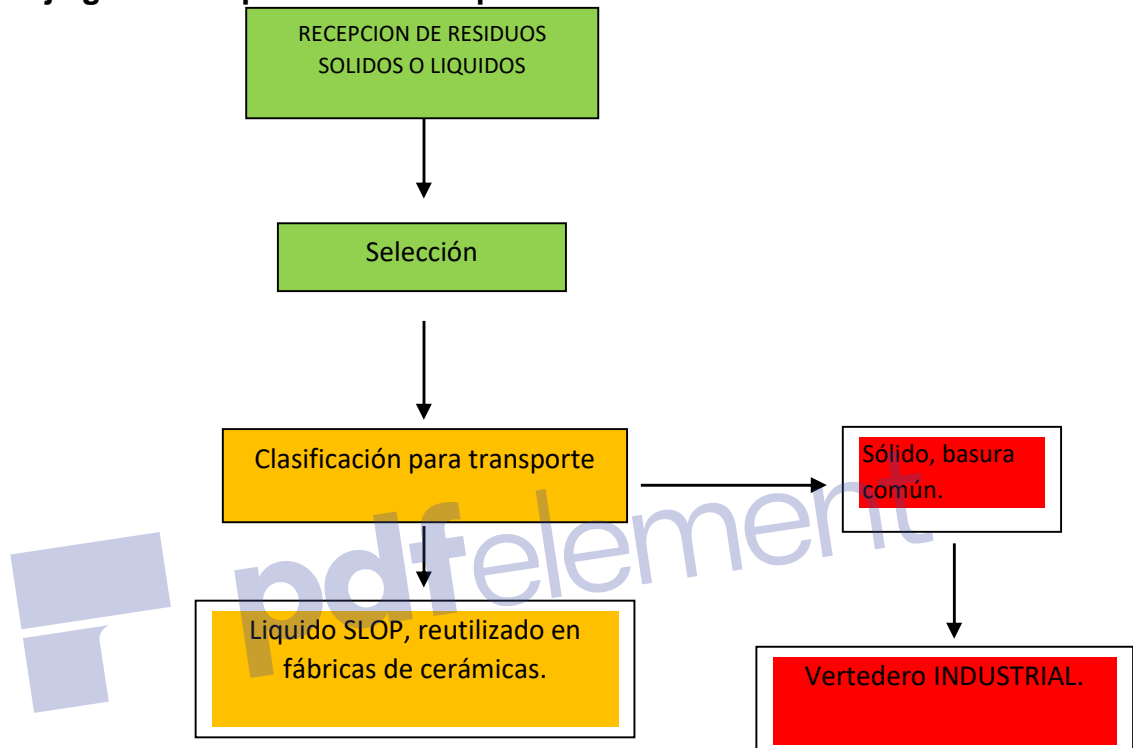 RECEPCION DE RESIDUOS
SOLIDOS O LIQUIDOS
Selección
Clasificación para transporte
Sólido, basura
común.
pdfelement
Liquido SLOP, reutilizado en
fábricas de cerámicas.
Vertedero INDUSTRIAL.